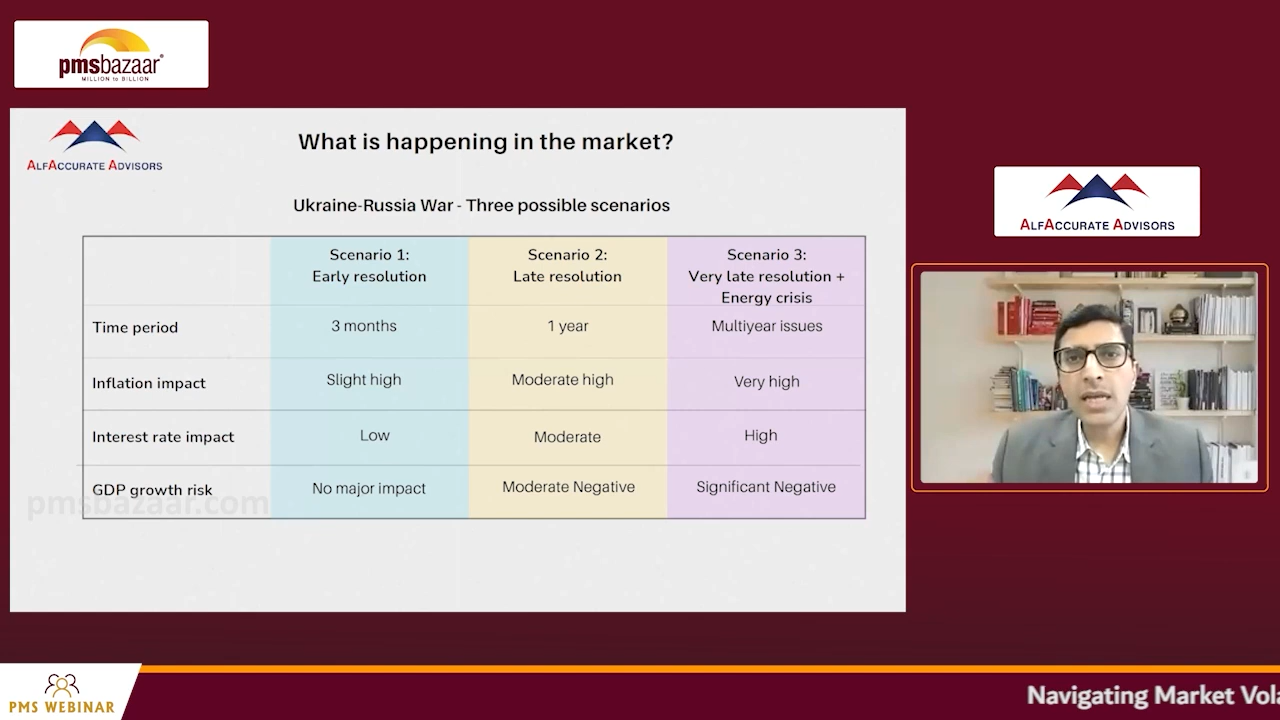 pmsbazaar
MILLION to BILLION
ALFACCURATE ADVISORS
What is happening in the market?
Ukraine-Russia War - Three possible scenarios
Scenario 1:
Early resolution
Scenario 2:
Late resolution
Scenario 3:
Very late resolution +
Energy crisis
Time period
3 months
1 year
Multiyear issues
Inflation impact
Slight high
Moderate high
Very high
Interest rate impact
Low
Moderate
High
GDP growth risk
No major impact
Moderate Negative
Significant Negative
pmsbazaar.com
ALFACCURATE ADVISORS
PMS WEBINAR
Navigating Market